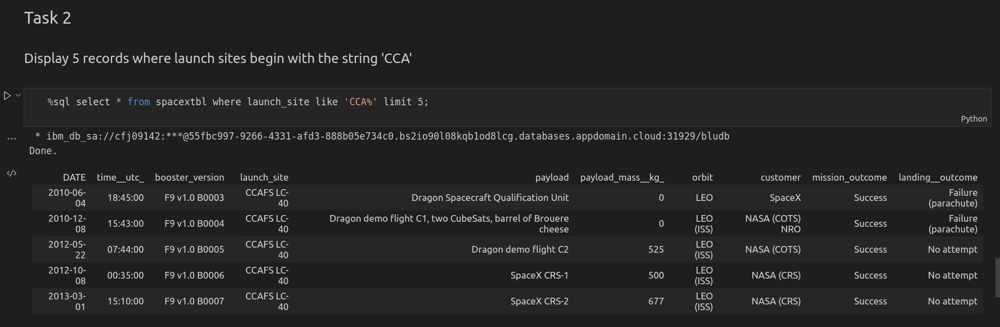 Task 2
Display 5 records where launch sites begin with the string 'CCA'
%sql select * from spacextbl where launch_site like 'CCA%' limit 5;
Python
* ibm_db_sa://cfj09142:***@55fbc997-9266-4331-afd3-888b05e734c0.bs2io90l08kqb1od8lcg.databases.appdomain.cloud:31929/bludb
Done.
DATE time__utc_ booster_version launch_site payload payload_mass__kg_ orbit customer mission_outcome landing__outcome
2010-06-04 18:45:00 F9 v1.0 B0003 CCAFS LC-40 Dragon Spacecraft Qualification Unit 0 LEO SpaceX Success Failure (parachute)
2010-12-08 15:43:00 F9 v1.0 B0004 CCAFS LC-40 Dragon demo flight C1, two CubeSats, barrel of Brouere cheese 0 LEO (ISS) NASA (COTS) NRO Success Failure (parachute)
2012-05-22 07:44:00 F9 v1.0 B0005 CCAFS LC-40 Dragon demo flight C2 525 LEO (ISS) NASA (COTS) Success No attempt
2012-10-08 00:35:00 F9 v1.0 B0006 CCAFS LC-40 SpaceX CRS-1 500 LEO (ISS) NASA (CRS) Success No attempt
2013-03-01 15:10:00 F9 v1.0 B0007 CCAFS LC-40 SpaceX CRS-2 677 LEO (ISS) NASA (CRS) Success No attempt